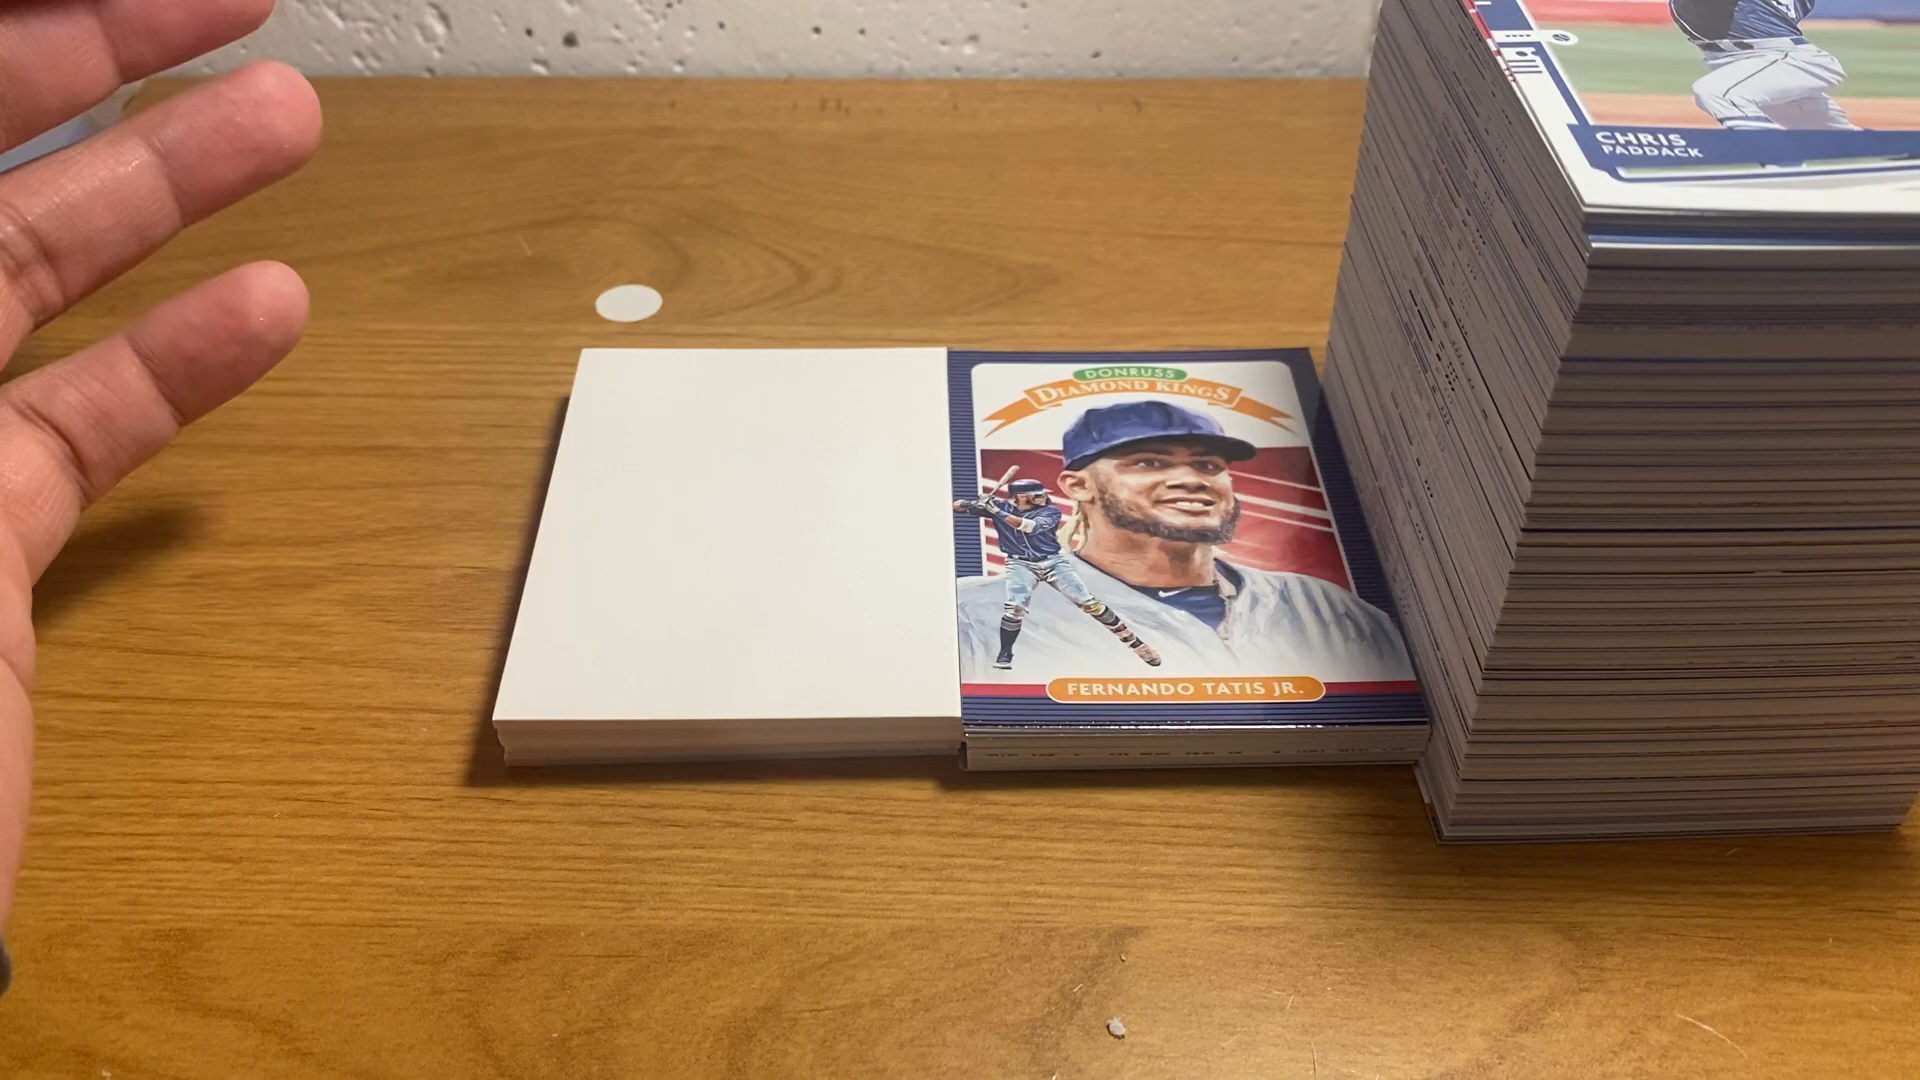 CHRIS
PADDACK
DONRUSS
DIAMOND KINGS
FERNANDO TATIS JR.